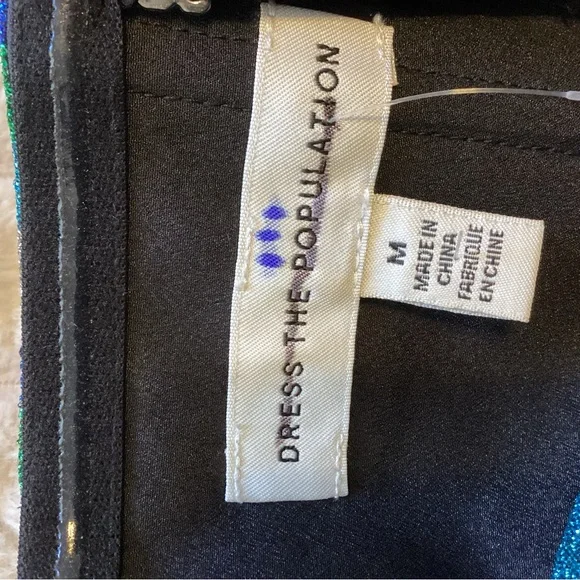 DRESS THE POPULATION
M
MADE IN
CHINA
FABRIQUE
EN CHINE